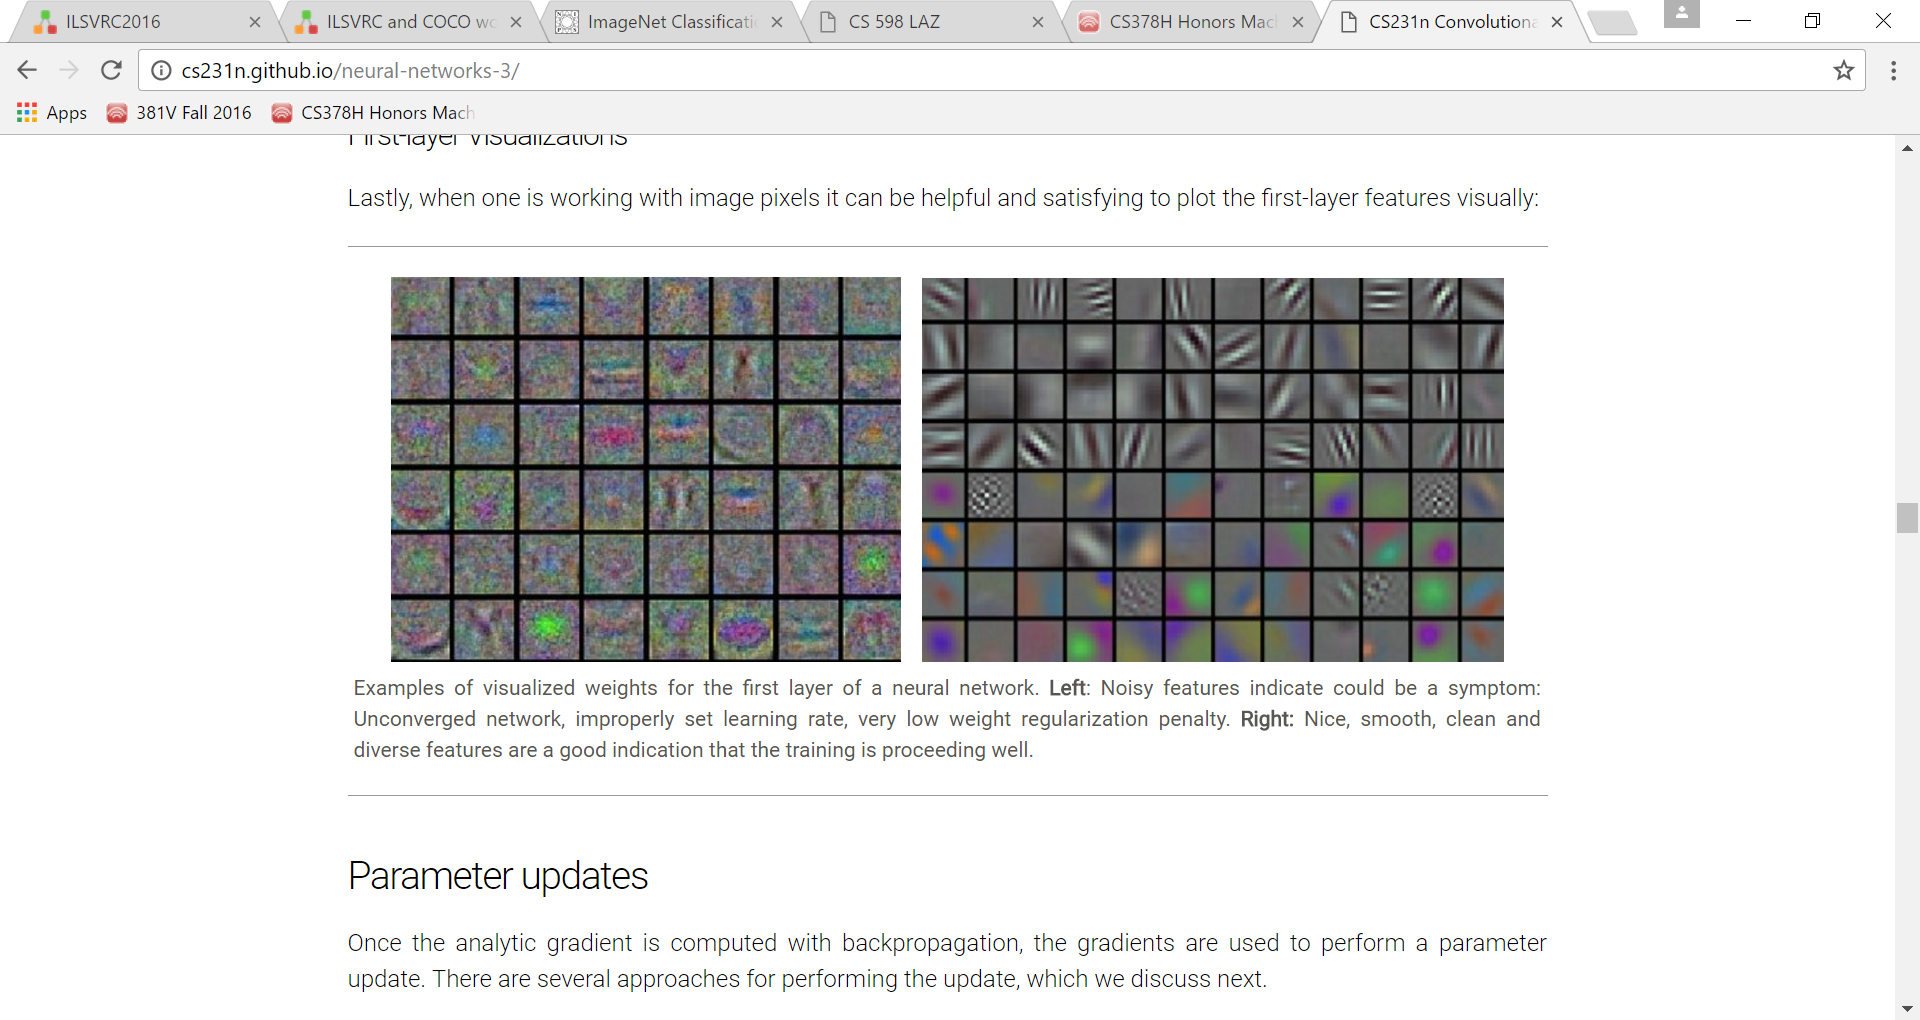 ILSVRC2016
ILSVRC and COCO wo
ImageNet Classificati
CS 598 LAZ
CS378H Honors Mac
CS231n Convolutiona
cs231n.github.io/neural-networks-3/
Apps
381V Fall 2016
CS378H Honors Mach
First-layer Visualizations
Lastly, when one is working with image pixels it can be helpful and satisfying to plot the first-layer features visually:
Examples of visualized weights for the first layer of a neural network. Left: Noisy features indicate could be a symptom:
Unconverged network, improperly set learning rate, very low weight regularization penalty. Right: Nice, smooth, clean and
diverse features are a good indication that the training is proceeding well.
Parameter updates
Once the analytic gradient is computed with backpropagation, the gradients are used to perform a parameter
update. There are several approaches for performing the update, which we discuss next.